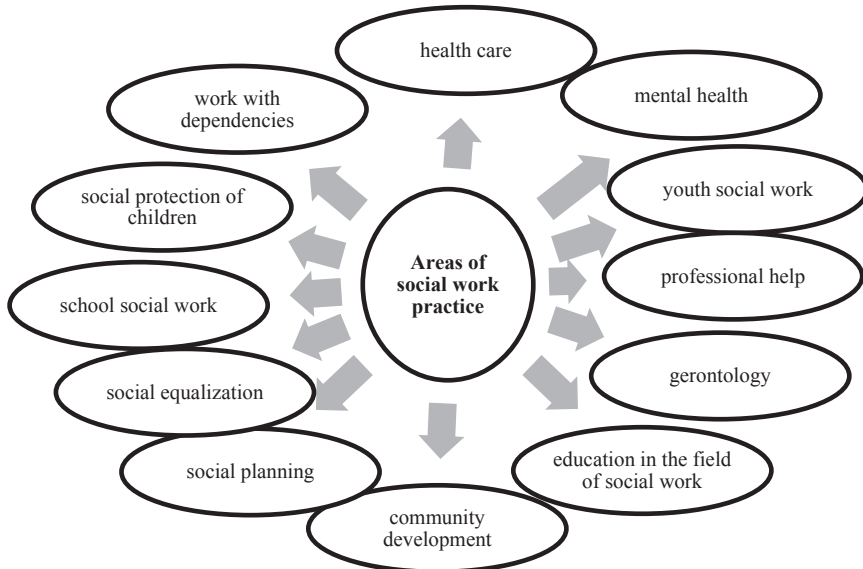 health care
mental health
work with
dependencies
youth social work
social protection of
children
Areas of
social work
practice
professional help
school social work
gerontology
social equalization
education in the field
of social work
social planning
community
development